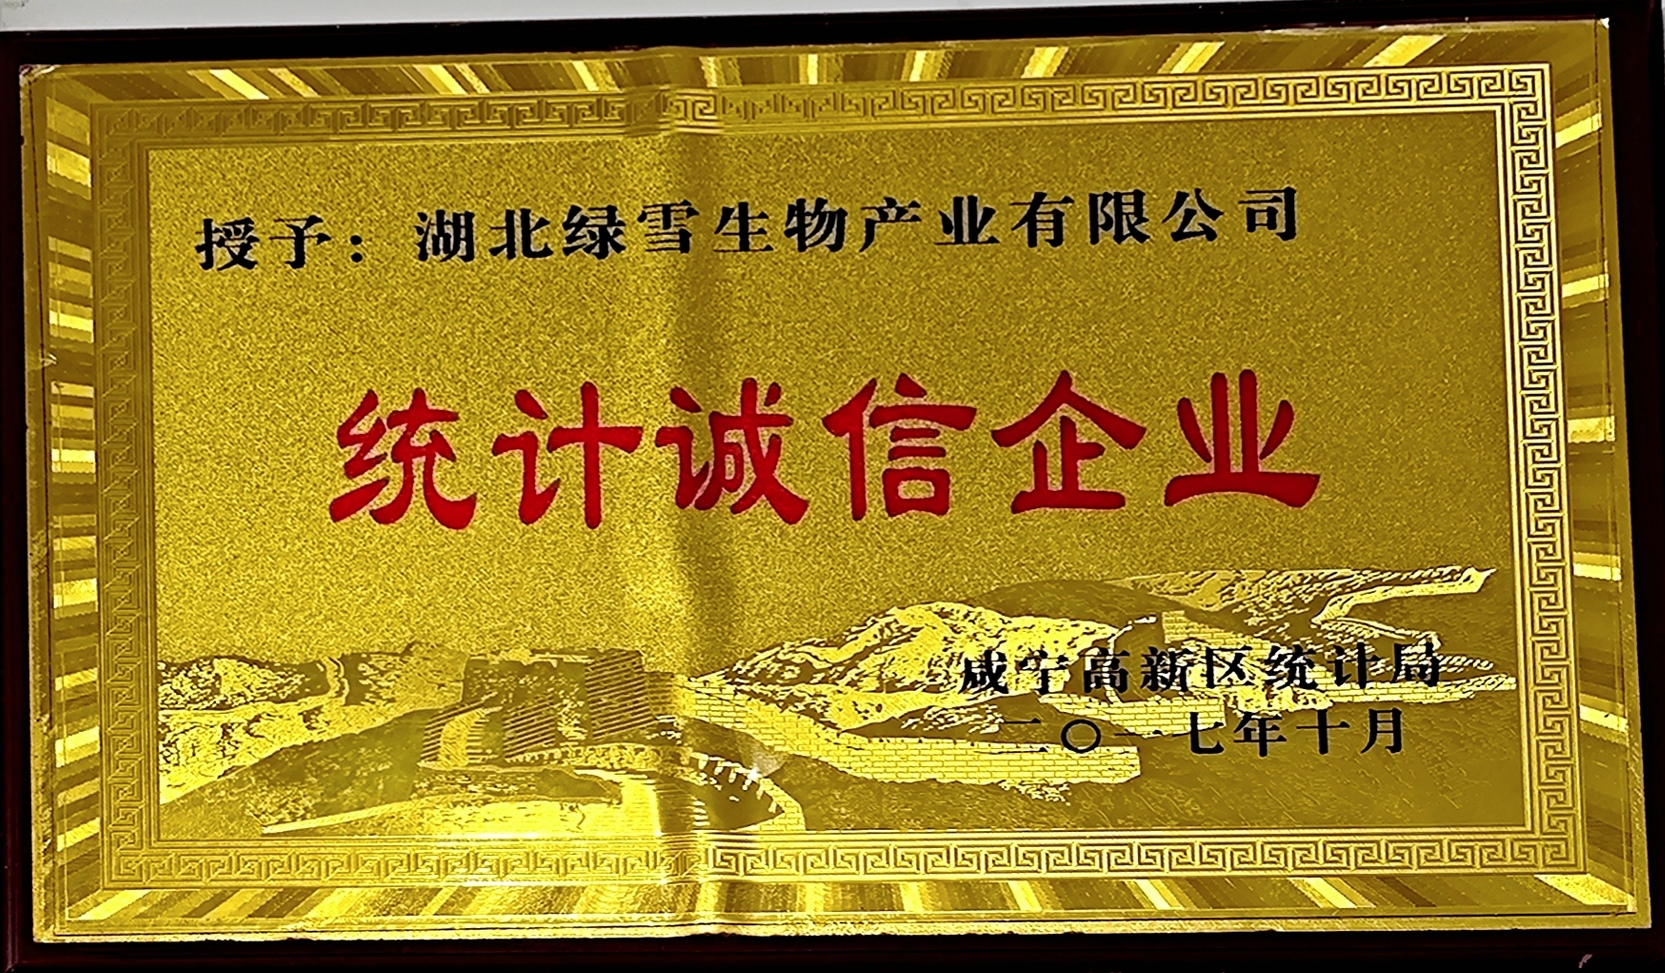 授予：湖北绿雪生物产业有限公司
统计诚信企业
咸宁高新区统计局
二〇一七年十月